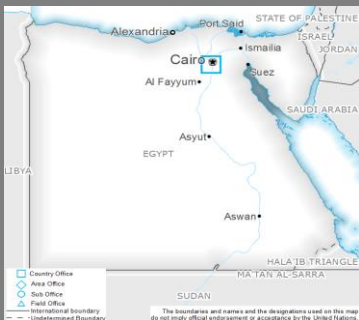 STATE OF PALESTINE
Port Said
Alexandria
ISRAEL
Ismailia
JORDAN
Cairo
Suez
Al Fayyum
SAUDI ARABIA
Asyut
EGYPT
LIBYA
Aswan
HALA'IB TRIANGLE
MA'TAN AL-SARRA
SUDAN
Country Office
Area Office
Sub Office
Field Office
International boundary
Undetermined Boundary
The boundaries and names and the designations used on this map
do not imply official endorsement or acceptance by the United Nations.